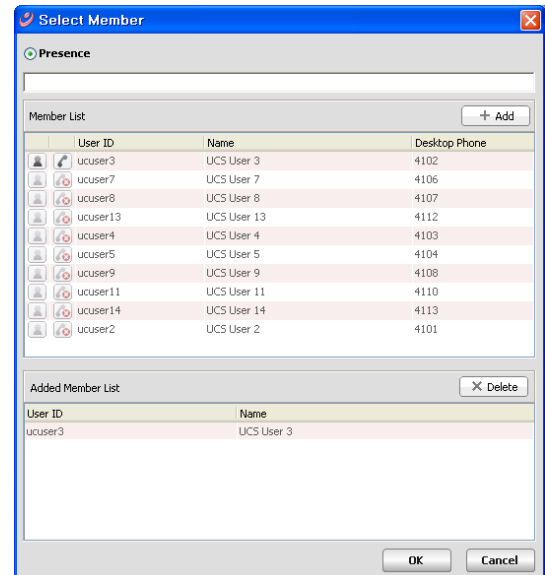 Select Member
Presence
Member List + Add
User ID Name Desktop Phone
ucuser3 UCS User 3 4102
ucuser7 UCS User 7 4106
ucuser8 UCS User 8 4107
ucuser13 UCS User 13 4112
ucuser4 UCS User 4 4103
ucuser5 UCS User 5 4104
ucuser9 UCS User 9 4108
ucuser11 UCS User 11 4110
ucuser14 UCS User 14 4113
ucuser2 UCS User 2 4101
Added Member List Delete
User ID Name
ucuser3 UCS User 3
OK Cancel